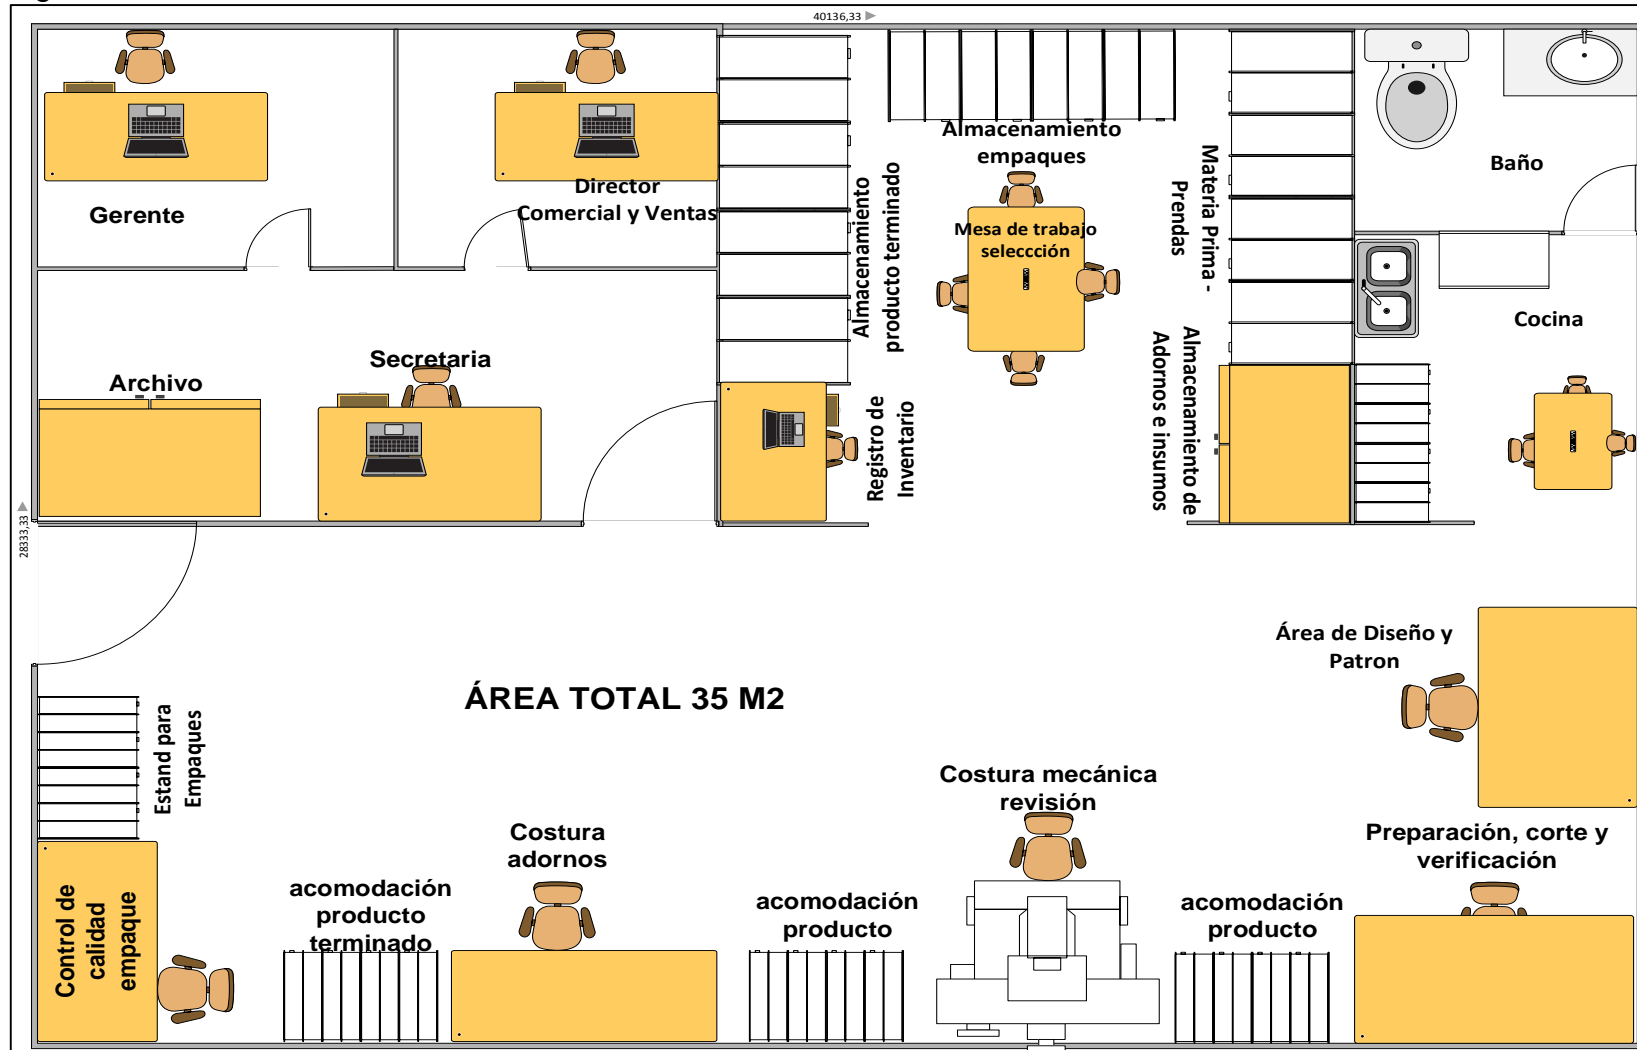 40136,33
Gerente
Director
Comercial y Ventas
Almacenamiento
producto terminado
Almacenamiento
empaques
Mesa de trabajo
seleccción
Materia Prima -
Prendas
Baño
Cocina
Archivo
Secretaria
Registro de
Inventario
Almacenamiento de
Adornos e insumos
28333,33
Área de Diseño y
Patron
ÁREA TOTAL 35 M2
Estand para
Empaques
Costura mecánica
revisión
Costura
adornos
Preparación, corte y
verificación
Control de
calidad
empaque
acomodación
producto
terminado
acomodación
producto
acomodación
producto